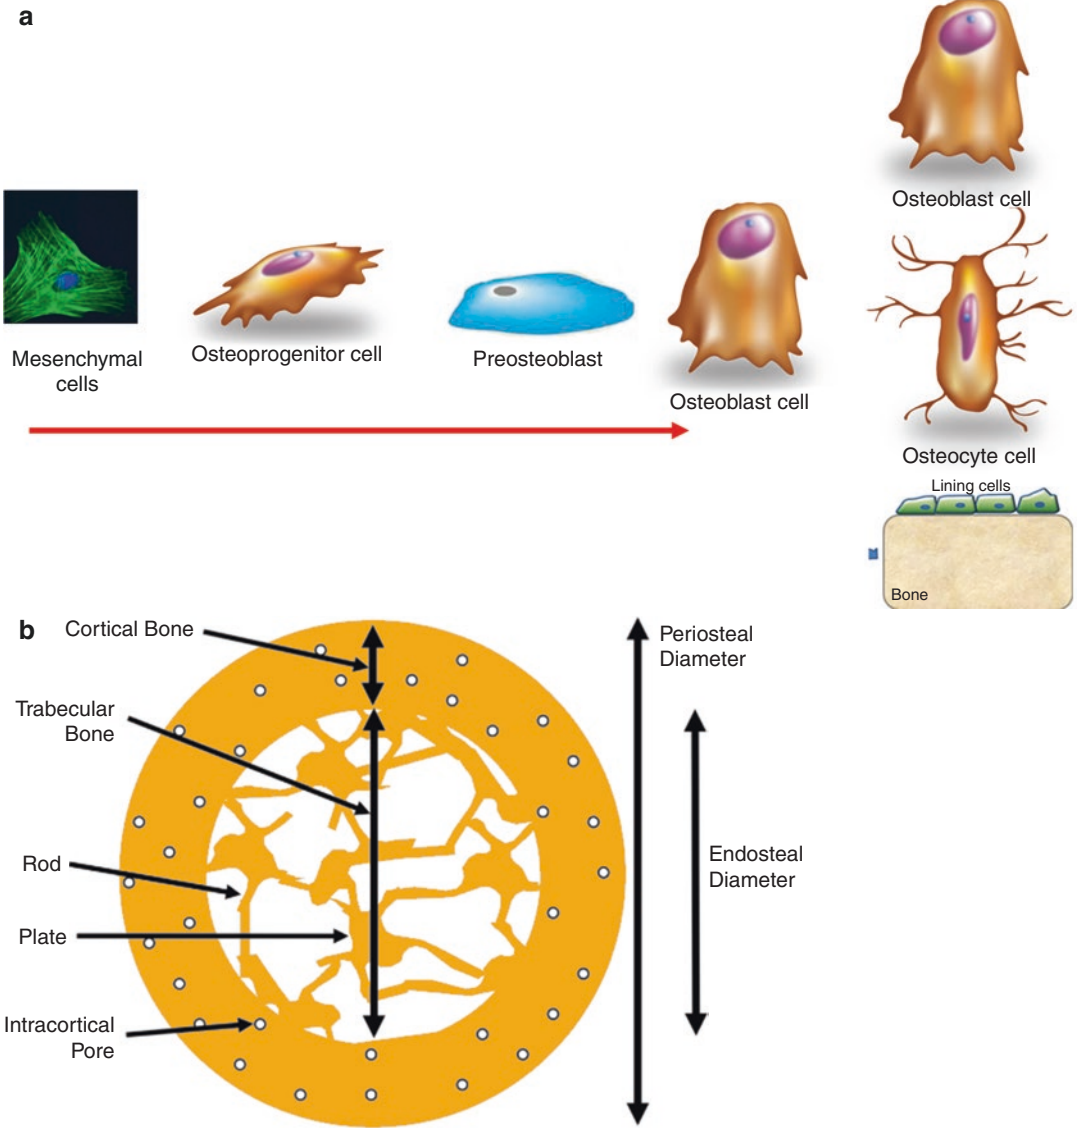 a
Osteoblast cell
Mesenchymal
cells
Osteoprogenitor cell
Preosteoblast
Osteoblast cell
Osteocyte cell
Lining cells
Bone
b
Cortical Bone
Periosteal
Diameter
Trabecular
Bone
Endosteal
Diameter
Rod
Plate
Intracortical
Pore